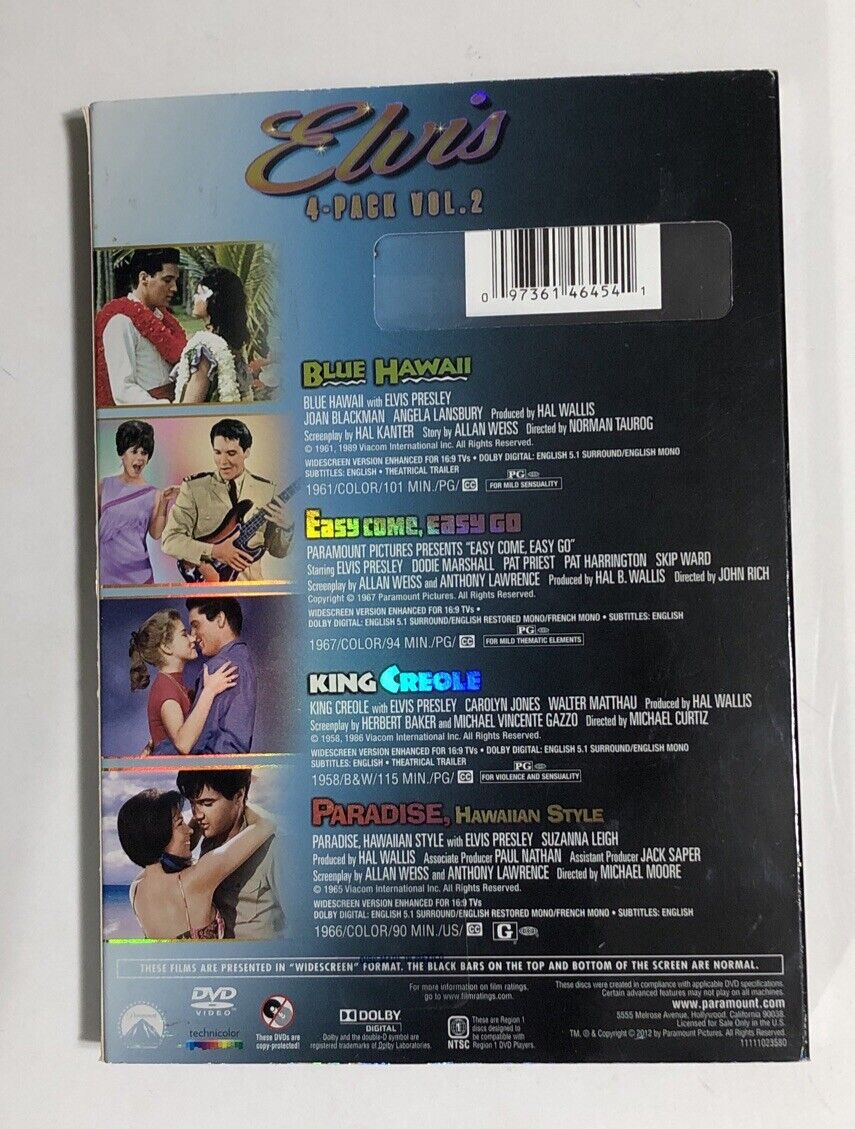 Elvis
4-PACK VOL.2
0 97361 46454 1
BLUE HAWAII
BLUE HAWAII with ELVIS PRESLEY
JOAN BLACKMAN ANGELA LANSBURY Produced by HAL WALLIS
Screenplay by HAL KANTER Story by ALLAN WEISS Directed by NORMAN TAUROG
© 1961, 1989 Viacom International Inc. All Rights Reserved.
WIDESCREEN VERSION ENHANCED FOR 16:9 TVs • DOLBY DIGITAL: ENGLISH 5.1 SURROUND/ENGLISH MONO
SUBTITLES: ENGLISH • THEATRICAL TRAILER
1961/COLOR/101 MIN./PG/ CC PG FOR MILD SENSUALITY
EASY COME, EASY GO
PARAMOUNT PICTURES PRESENTS "EASY COME, EASY GO"
Starring ELVIS PRESLEY DODIE MARSHALL PAT PRIEST PAT HARRINGTON SKIP WARD
Screenplay by ALLAN WEISS and ANTHONY LAWRENCE Produced by HAL B. WALLIS Directed by JOHN RICH
Copyright © 1967 Paramount Pictures. All Rights Reserved.
WIDESCREEN VERSION ENHANCED FOR 16:9 TVs •
DOLBY DIGITAL: ENGLISH 5.1 SURROUND/ENGLISH RESTORED MONO/FRENCH MONO • SUBTITLES: ENGLISH
1967/COLOR/94 MIN./PG/ CC PG FOR MILD THEMATIC ELEMENTS
KING CREOLE
KING CREOLE with ELVIS PRESLEY CAROLYN JONES WALTER MATTHAU Produced by HAL WALLIS
Screenplay by HERBERT BAKER and MICHAEL VINCENTE GAZZO Directed by MICHAEL CURTIZ
© 1958, 1986 Viacom International Inc. All Rights Reserved.
WIDESCREEN VERSION ENHANCED FOR 16:9 TVs • DOLBY DIGITAL: ENGLISH 5.1 SURROUND/ENGLISH MONO
SUBTITLES: ENGLISH • THEATRICAL TRAILER
1958/B&W/115 MIN./PG/ CC PG FOR VIOLENCE AND SENSUALITY
PARADISE, HAWAIIAN STYLE
PARADISE, HAWAIIAN STYLE with ELVIS PRESLEY SUZANNA LEIGH
Produced by HAL WALLIS Associate Producer PAUL NATHAN Assistant Producer JACK SAPER
Screenplay by ALLAN WEISS and ANTHONY LAWRENCE Directed by MICHAEL MOORE
© 1965 Viacom International Inc. All Rights Reserved.
WIDESCREEN VERSION ENHANCED FOR 16:9 TVs
DOLBY DIGITAL: ENGLISH 5.1 SURROUND/ENGLISH RESTORED MONO/FRENCH MONO • SUBTITLES: ENGLISH
1966/COLOR/90 MIN./US/ CC G
THESE FILMS ARE PRESENTED IN "WIDESCREEN" FORMAT. THE BLACK BARS ON THE TOP AND BOTTOM OF THE SCREEN ARE NORMAL.
Paramount
DVD
VIDEO
technicolor
These DVDs are
copy-protected!
DOLBY
DIGITAL
Dolby and the double-D symbol are
registered trademarks of Dolby Laboratories.
For more information on film ratings,
go to www.filmratings.com
1
NTSC
These are Region 1
discs designed to
be compatible with
Region 1 DVD Players.
These discs were created in compliance with applicable DVD specifications.
Certain advanced features may not play on all machines.
www.paramount.com
5555 Melrose Avenue, Hollywood, California 90038.
Licensed for Sale Only in the U.S.
TM, ® & Copyright © 2012 by Paramount Pictures. All Rights Reserved.
11111023580